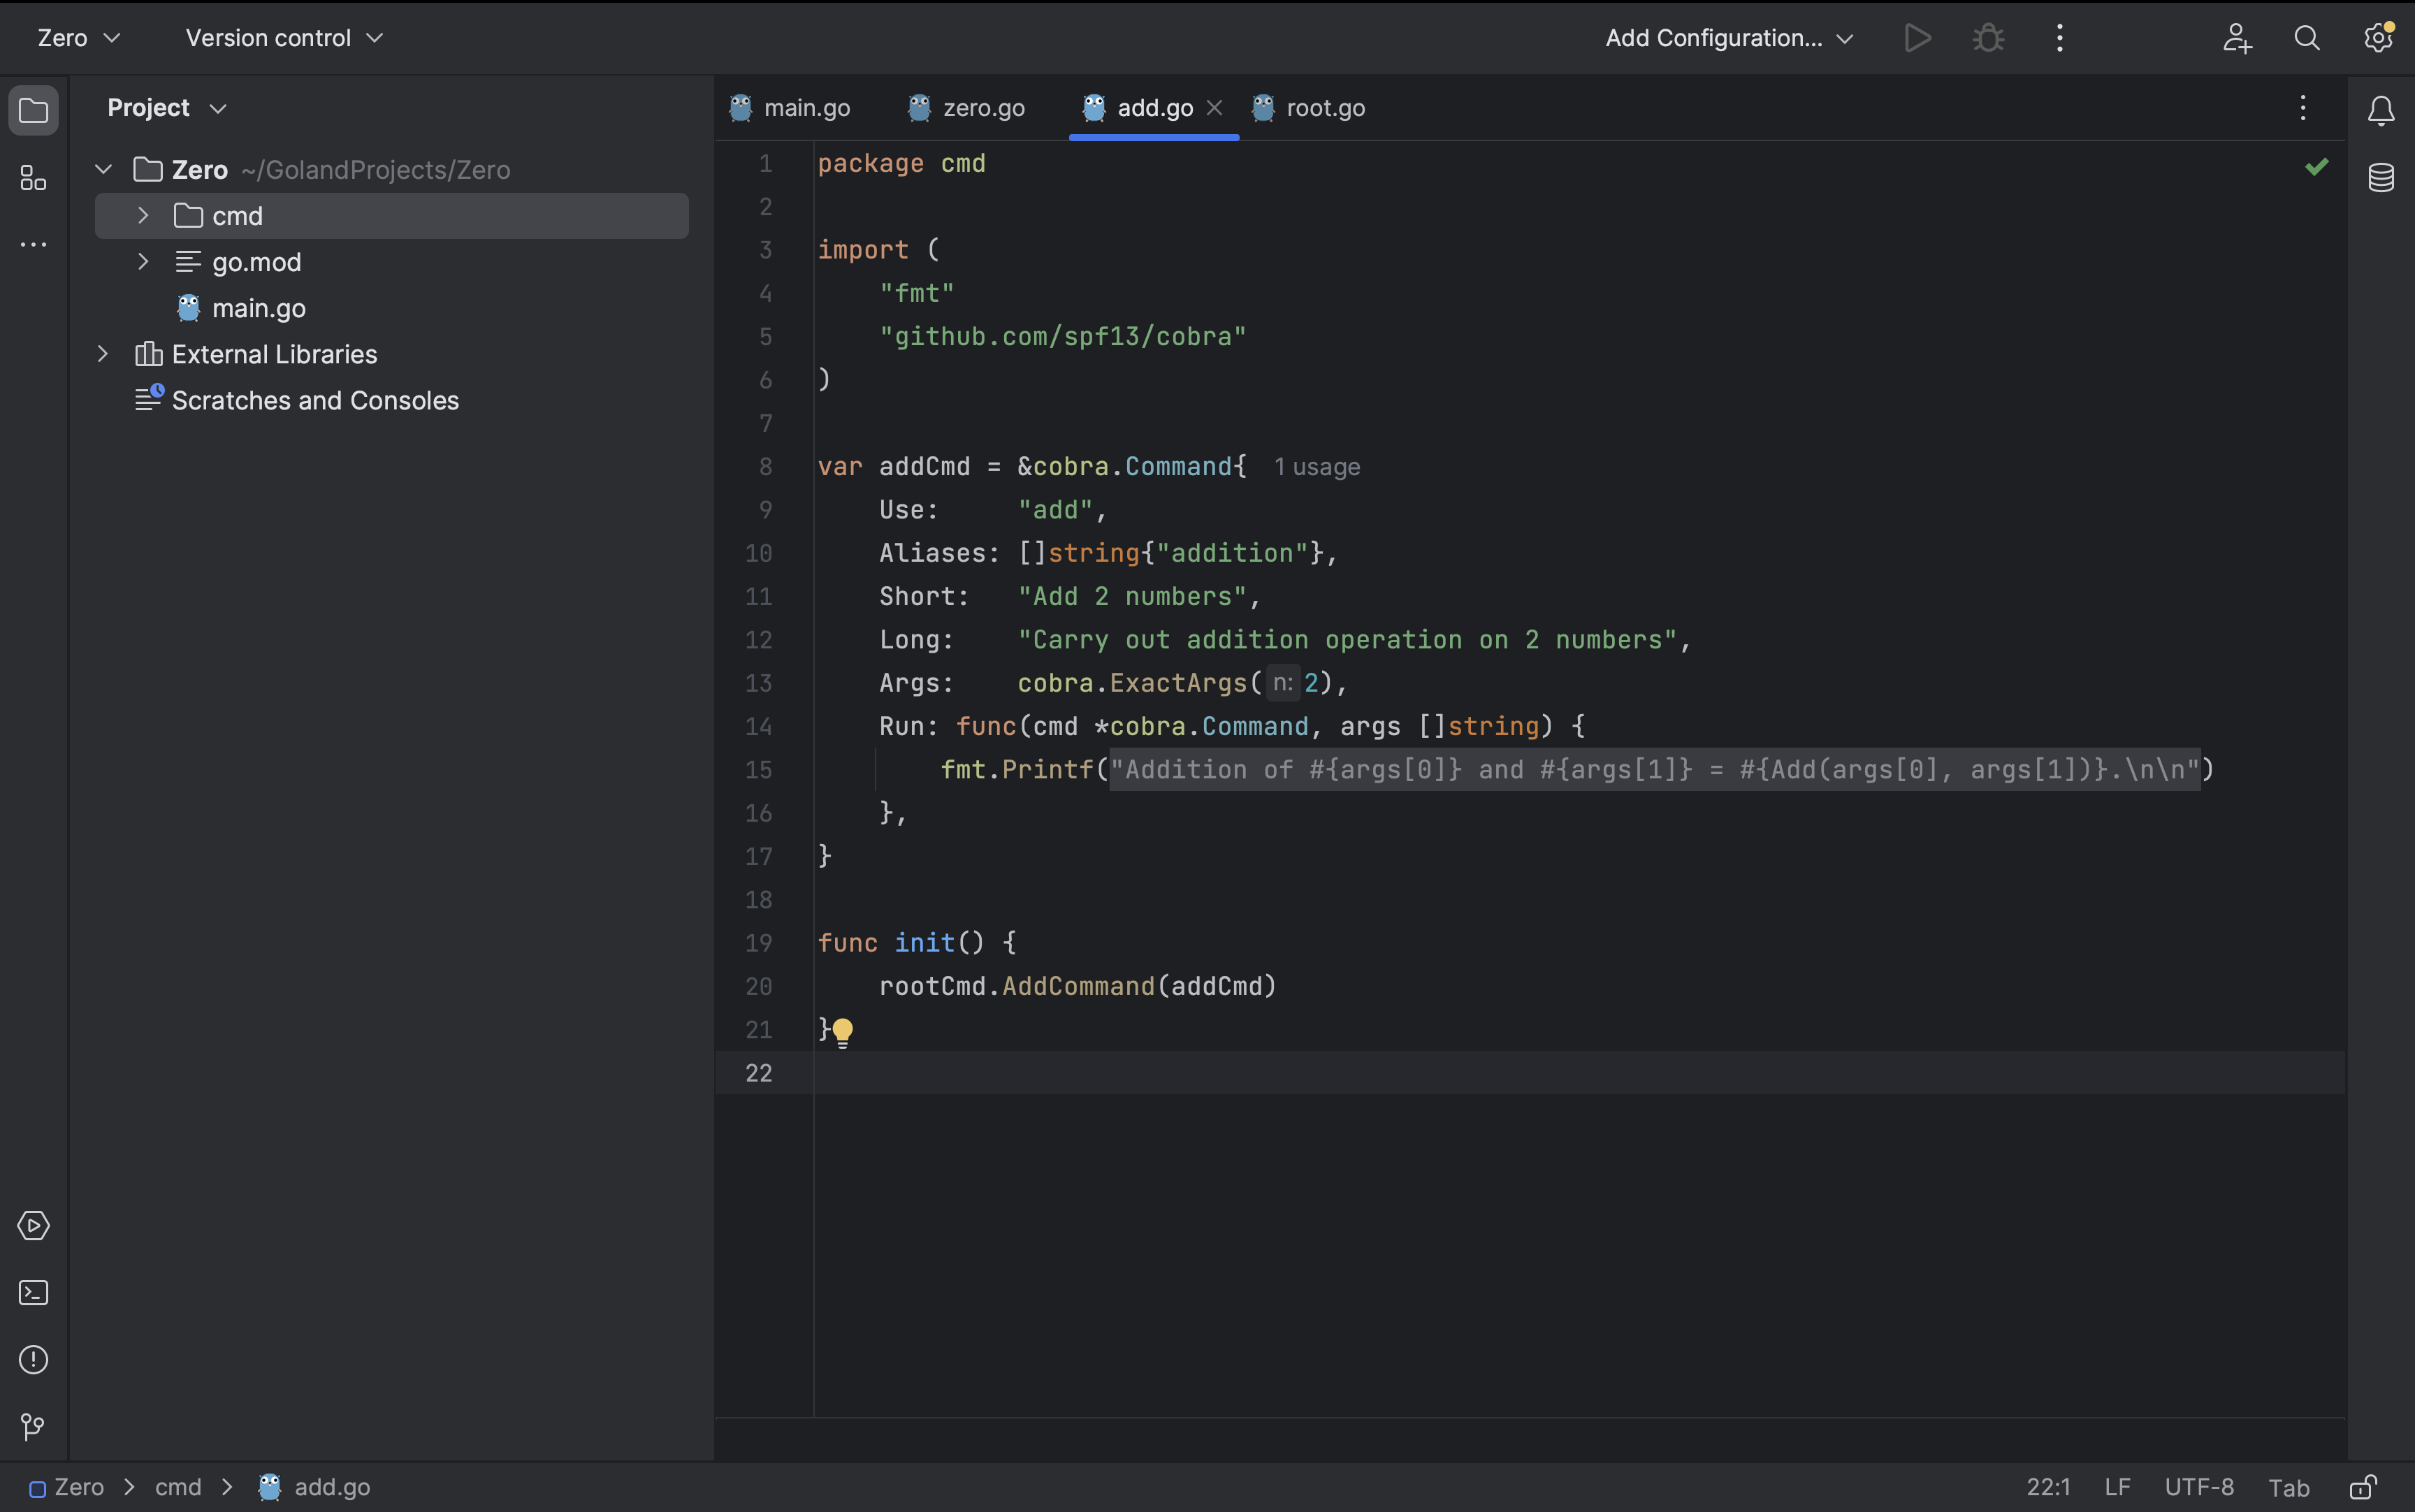 Zero
Version control
Add Configuration...
Project
Zero ~/GolandProjects/Zero
cmd
go.mod
main.go
External Libraries
Scratches and Consoles
main.go
zero.go
add.go
root.go
1 package cmd
2
3 import (
4 "fmt"
5 "github.com/spf13/cobra"
6 )
7
8 var addCmd = &cobra.Command{ 1 usage
9 Use: "add",
10 Aliases: []string{"addition"},
11 Short: "Add 2 numbers",
12 Long: "Carry out addition operation on 2 numbers",
13 Args: cobra.ExactArgs( n: 2),
14 Run: func(cmd *cobra.Command, args []string) {
15 fmt.Printf("Addition of #{args[0]} and #{args[1]} = #{Add(args[0], args[1])}.\n\n")
16 },
17 }
18
19 func init() {
20 rootCmd.AddCommand(addCmd)
21 }
22
Zero > cmd > add.go
22:1 LF UTF-8 Tab